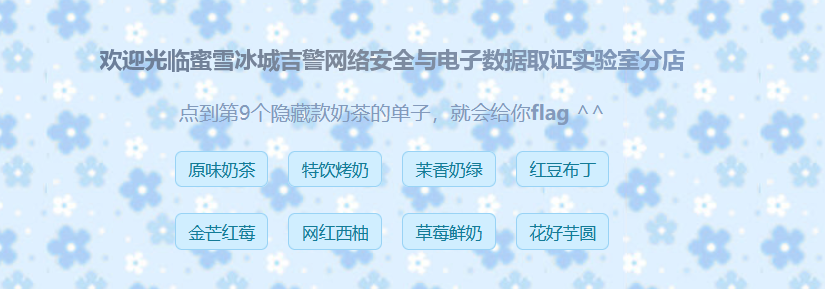 欢迎光临蜜雪冰城吉警网络安全与电子数据取证实验室分店
点到第9个隐藏款奶茶的单子，就会给你flag ^^
原味奶茶 特饮烤奶 茉香奶绿 红豆布丁
金芒红莓 网红西柚 草莓鲜奶 花好芋圆